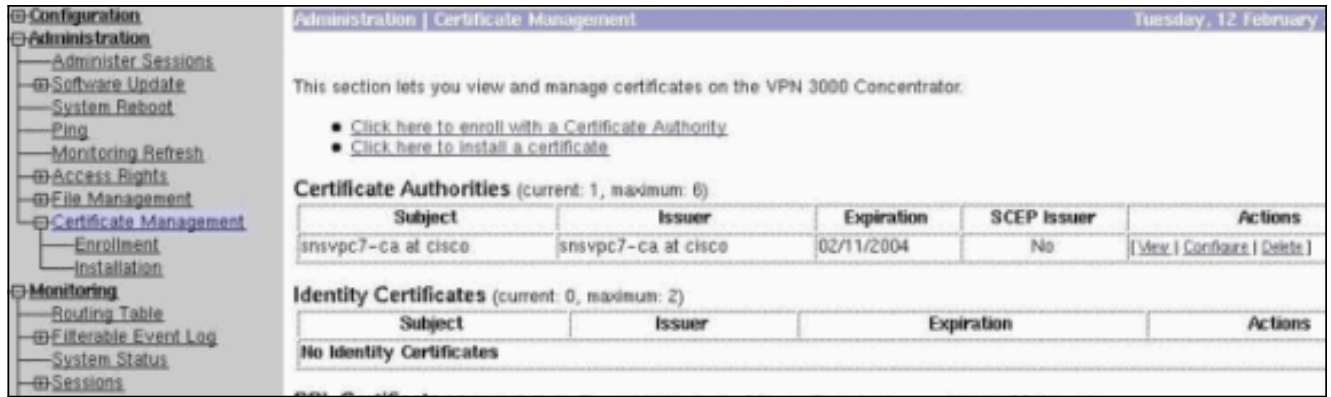 Configuration
Administration
Administer Sessions
Software Update
System Reboot
Ping
Monitoring Refresh
Access Rights
File Management
Certificate Management
Enrollment
Installation
Monitoring
Routing Table
Filterable Event Log
System Status
Sessions
Administration | Certificate Management Tuesday, 12 February
This section lets you view and manage certificates on the VPN 3000 Concentrator.
• Click here to enroll with a Certificate Authority
• Click here to install a certificate
Certificate Authorities (current: 1, maximum: 6)
Subject Issuer Expiration SCEP Issuer Actions
snsvpc7-ca at cisco snsvpc7-ca at cisco 02/11/2004 No [ View | Configure | Delete ]
Identity Certificates (current: 0, maximum: 2)
Subject Issuer Expiration Actions
No Identity Certificates